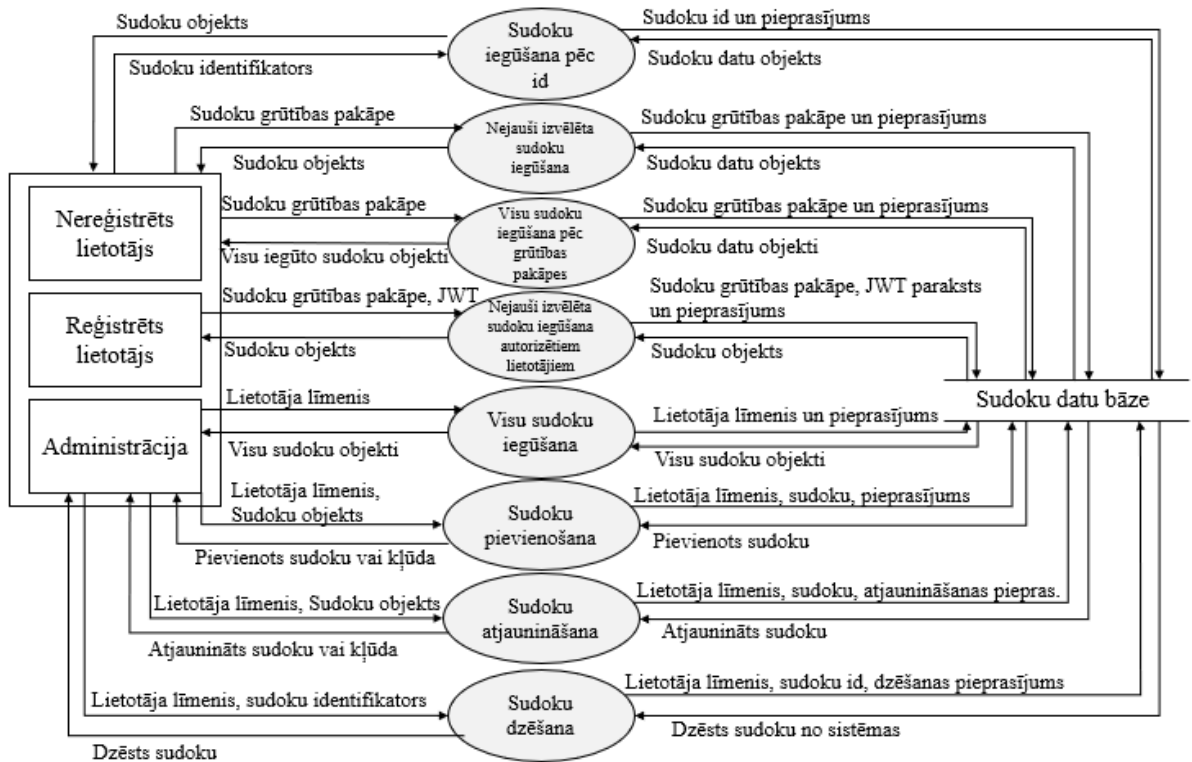 Sudoku objekts
Sudoku identifikators
Sudoku
iegūšana pēc
id
Sudoku id un pieprasījums
Sudoku datu objekts
Sudoku grūtības pakāpe
Sudoku objekts
Nejauši izvēlēta
sudoku
iegūšana
Sudoku grūtības pakāpe un pieprasījums
Sudoku datu objekts
Nereģistrēts
lietotājs
Sudoku grūtības pakāpe
Visu iegūto sudoku objekti
Visu sudoku
iegūšana pēc
grūtības
pakāpes
Sudoku grūtības pakāpe un pieprasījums
Sudoku datu objekti
Reģistrēts
lietotājs
Sudoku grūtības pakāpe, JWT
Sudoku objekts
Nejauši izvēlēta
sudoku iegūšana
autorizētiem
lietotājiem
Sudoku grūtības pakāpe, JWT paraksts
un pieprasījums
Sudoku objekts
Administrācija
Lietotāja līmenis
Visu sudoku objekti
Visu sudoku
iegūšana
Lietotāja līmenis un pieprasījums
Visu sudoku objekti
Sudoku datu bāze
Lietotāja līmenis,
Sudoku objekts
Pievienots sudoku vai kļūda
Sudoku
pievienošana
Lietotāja līmenis, sudoku, pieprasījums
Pievienots sudoku
Lietotāja līmenis, Sudoku objekts
Atjaunināts sudoku vai kļūda
Sudoku
atjaunināšana
Lietotāja līmenis, sudoku, atjaunināšanas piepras.
Atjaunināts sudoku
Lietotāja līmenis, sudoku identifikators
Dzēsts sudoku
Sudoku
dzēšana
Lietotāja līmenis, sudoku id, dzēšanas pieprasījums
Dzēsts sudoku no sistēmas